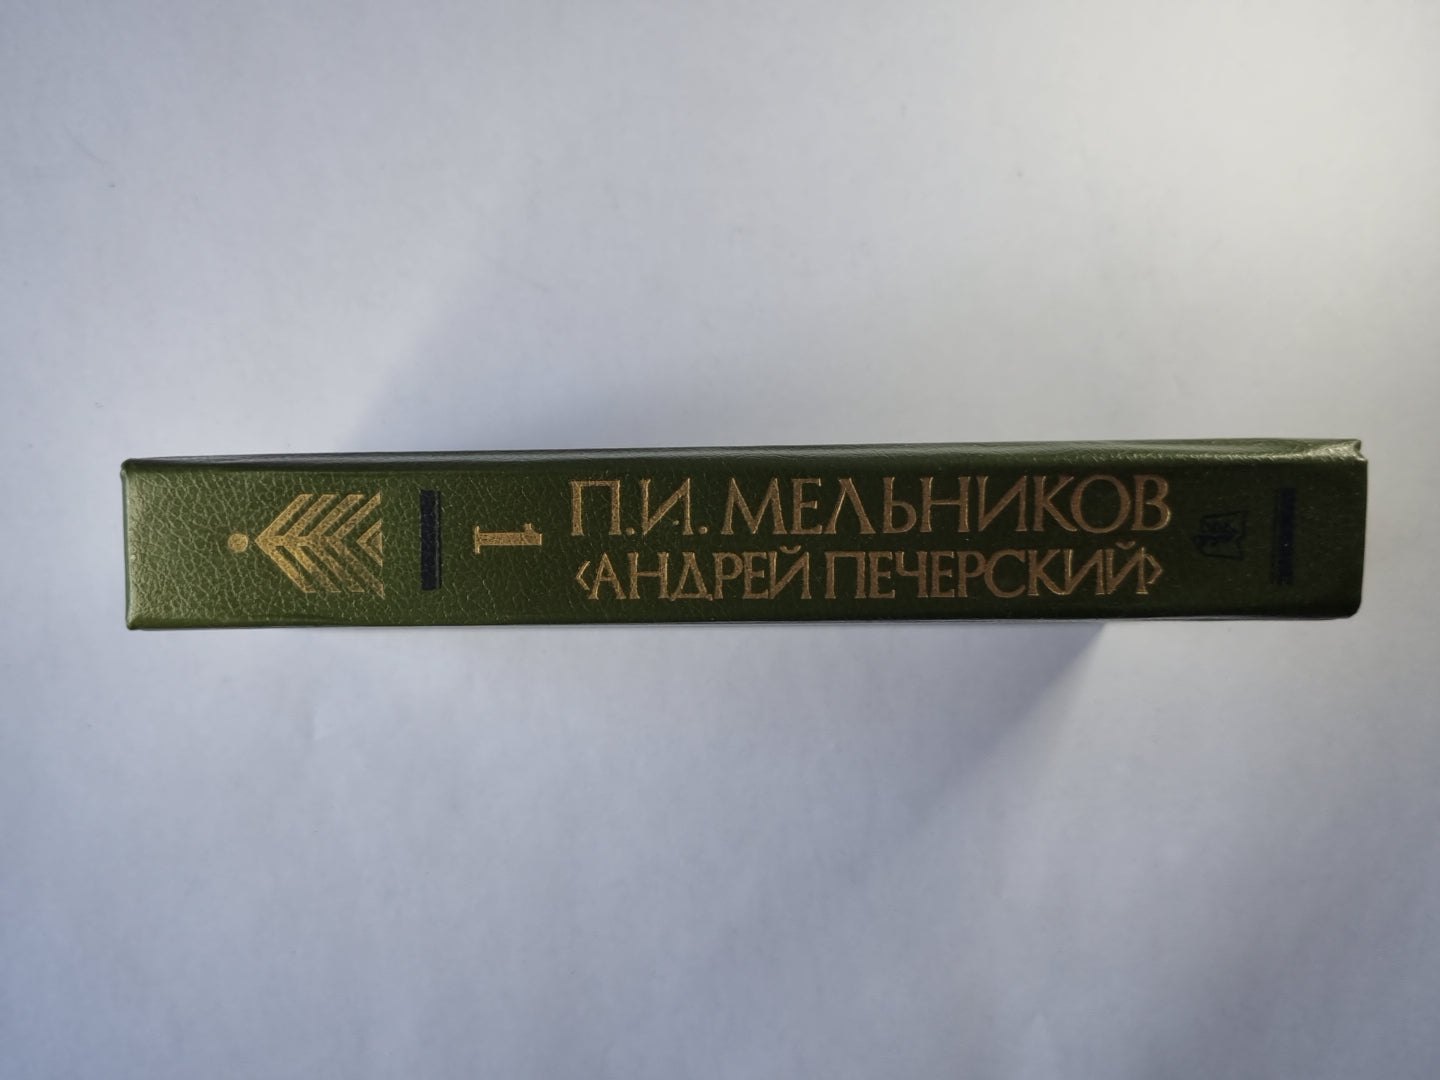 1
П.И. МЕЛЬНИКОВ
‹АНДРЕЙ ПЕЧЕРСКИЙ›